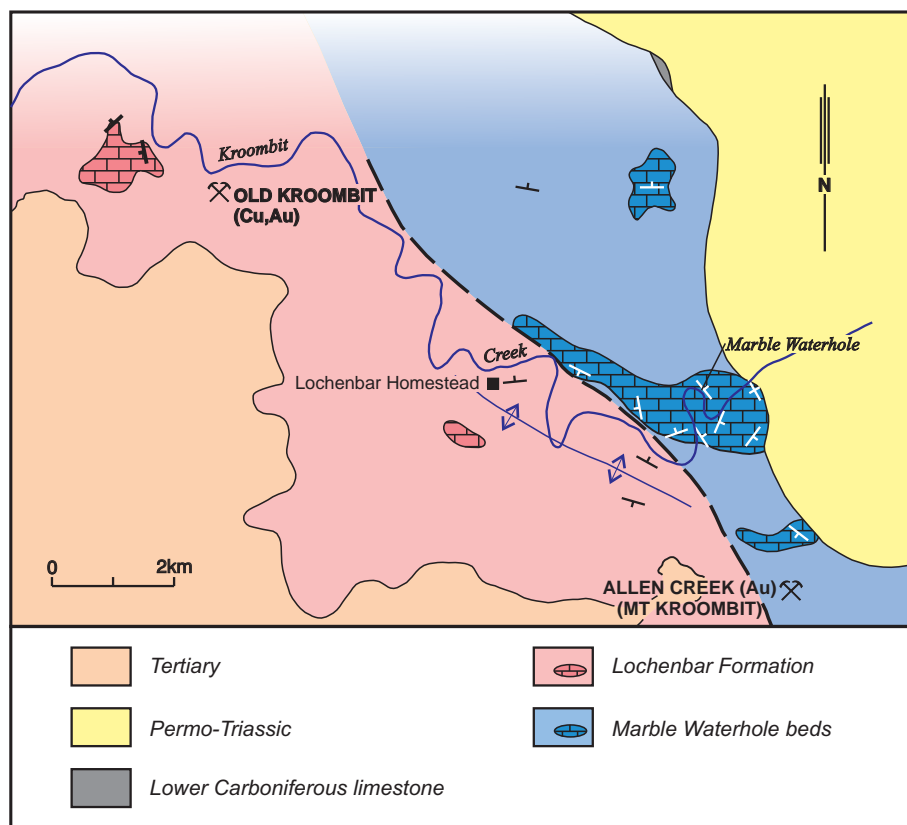 Kroombit
OLD KROOMBIT
(Cu,Au)
N
Marble Waterhole
Creek
Lochenbar Homestead
0 2km
ALLEN CREEK (Au)
(MT KROOMBIT)
Tertiary
Lochenbar Formation
Permo-Triassic
Marble Waterhole beds
Lower Carboniferous limestone